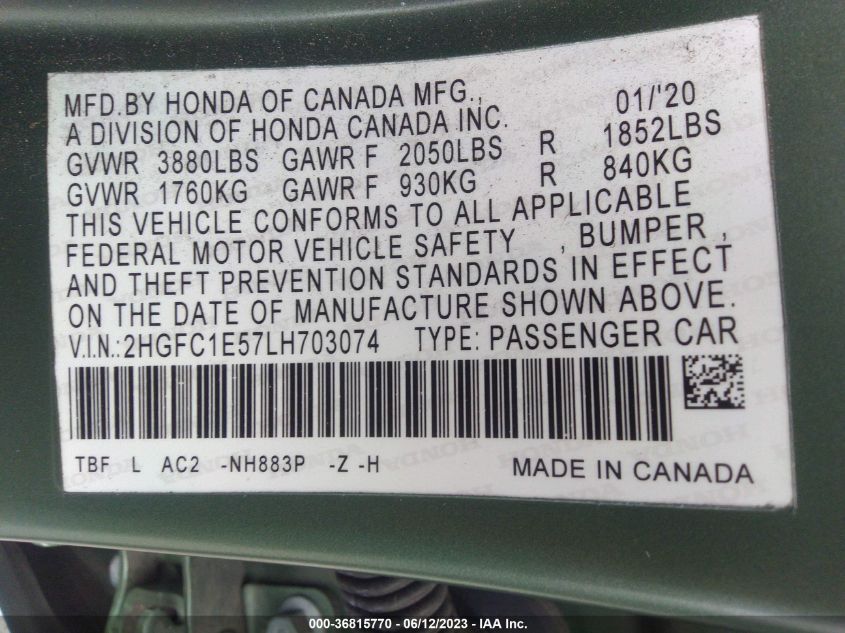 MFD.BY HONDA OF CANADA MFG., 01/'20
A DIVISION OF HONDA CANADA INC.
GVWR 3880LBS GAWR F 2050LBS R 1852LBS
GVWR 1760KG GAWR F 930KG R 840KG
THIS VEHICLE CONFORMS TO ALL APPLICABLE
FEDERAL MOTOR VEHICLE SAFETY , BUMPER ,
AND THEFT PREVENTION STANDARDS IN EFFECT
ON THE DATE OF MANUFACTURE SHOWN ABOVE.
V.I.N.:2HGFC1E57LH703074 TYPE: PASSENGER CAR
TBF L AC2 -NH883P -Z -H MADE IN CANADA
000-36815770 - 06/12/2023 - IAA Inc.